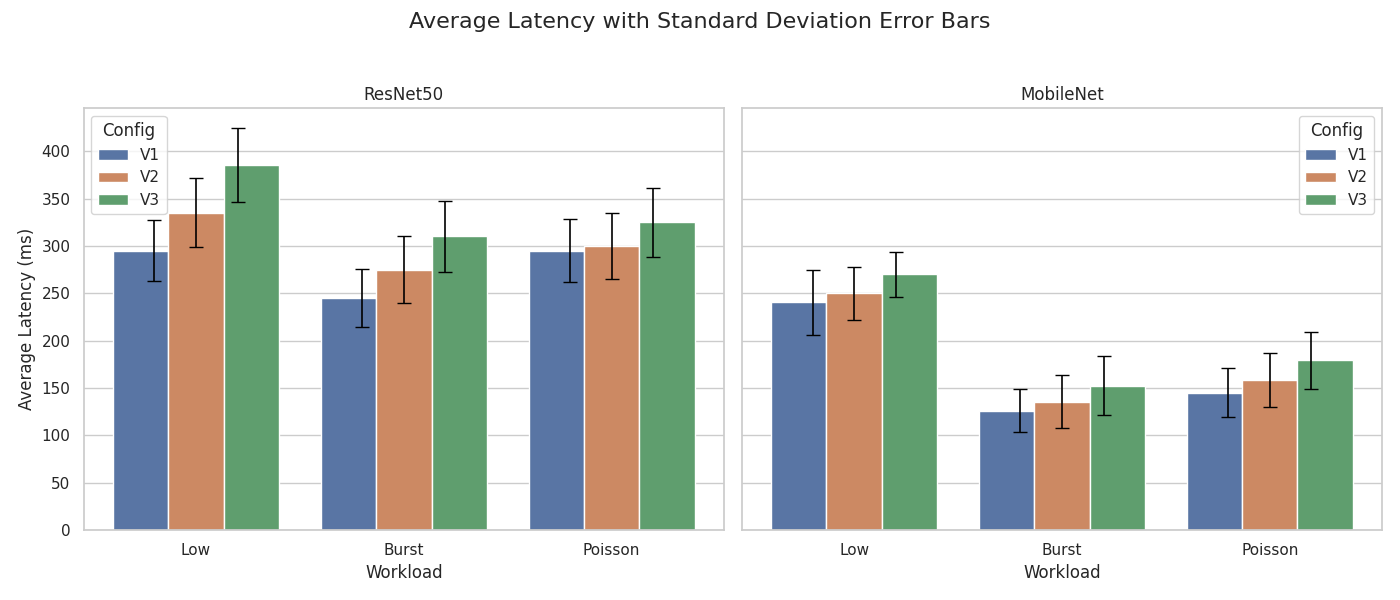 Average Latency with Standard Deviation Error Bars
ResNet50
Config
V1
V2
V3
Average Latency (ms)
400
350
300
250
200
150
100
50
0
Low
Burst
Poisson
Workload
MobileNet
Config
V1
V2
V3
Low
Burst
Poisson
Workload